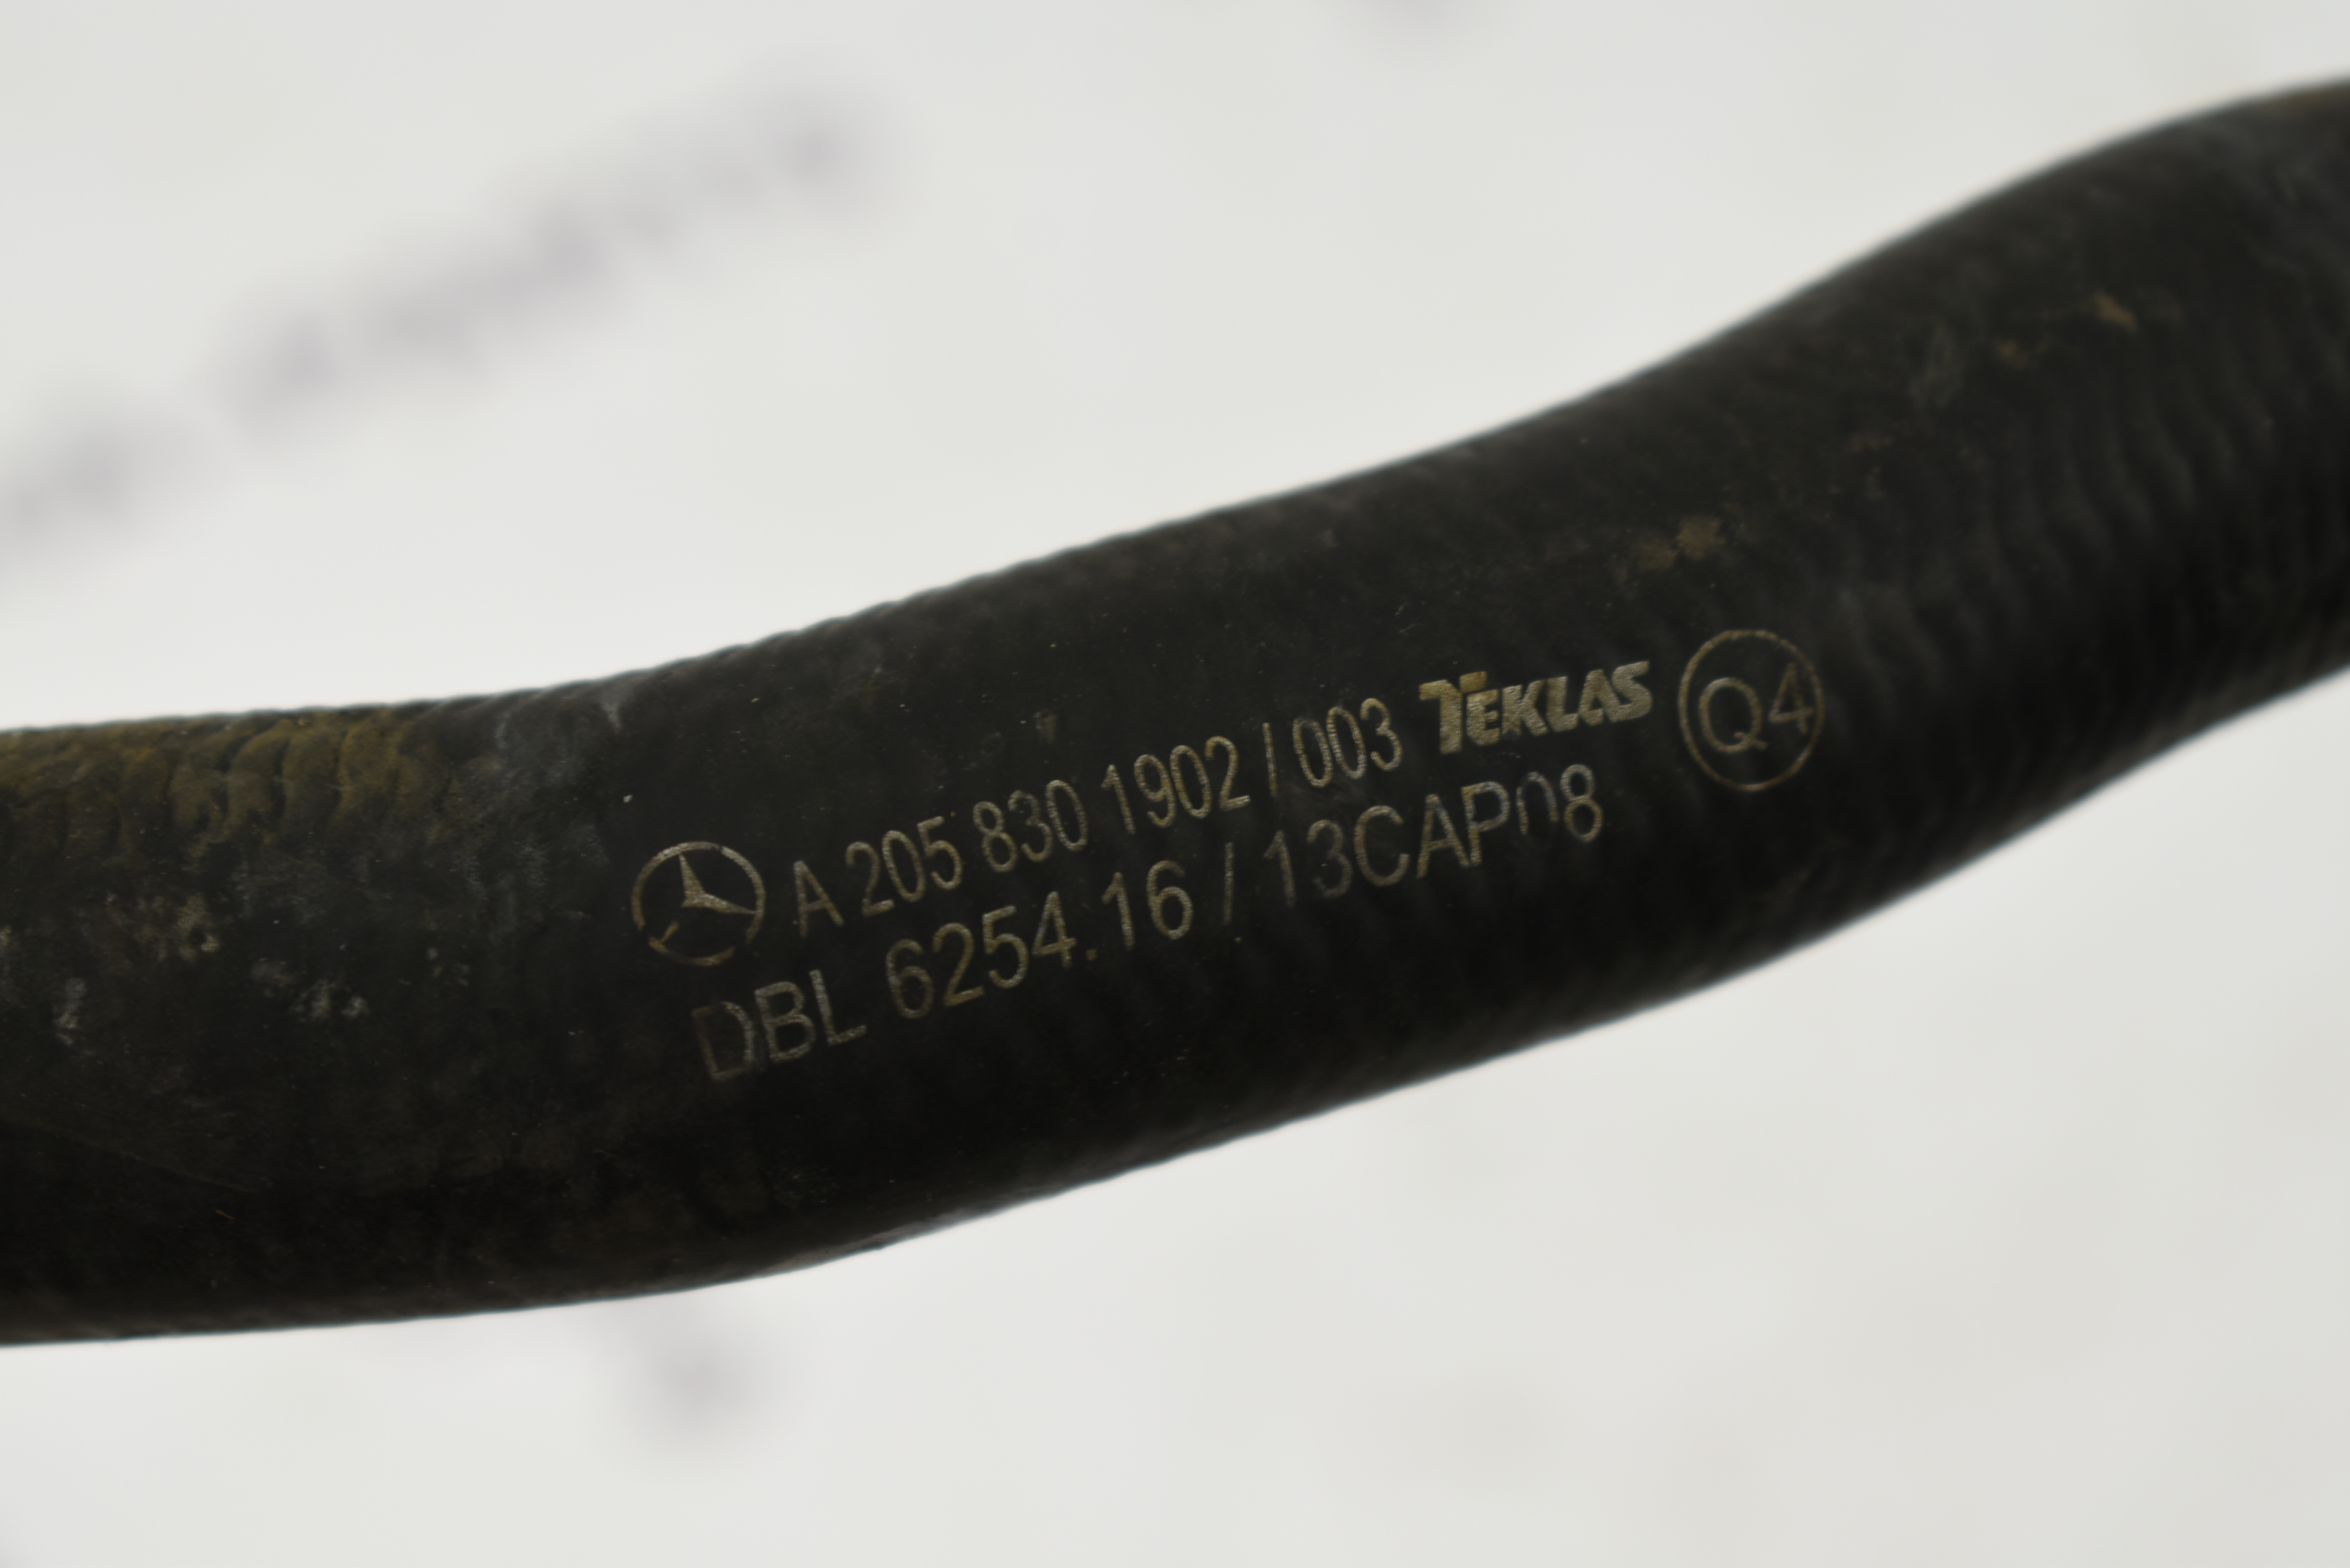 A 205 830 1902 / 003 TEKLAS Q4
DBL 6254.16 / 13CAP08